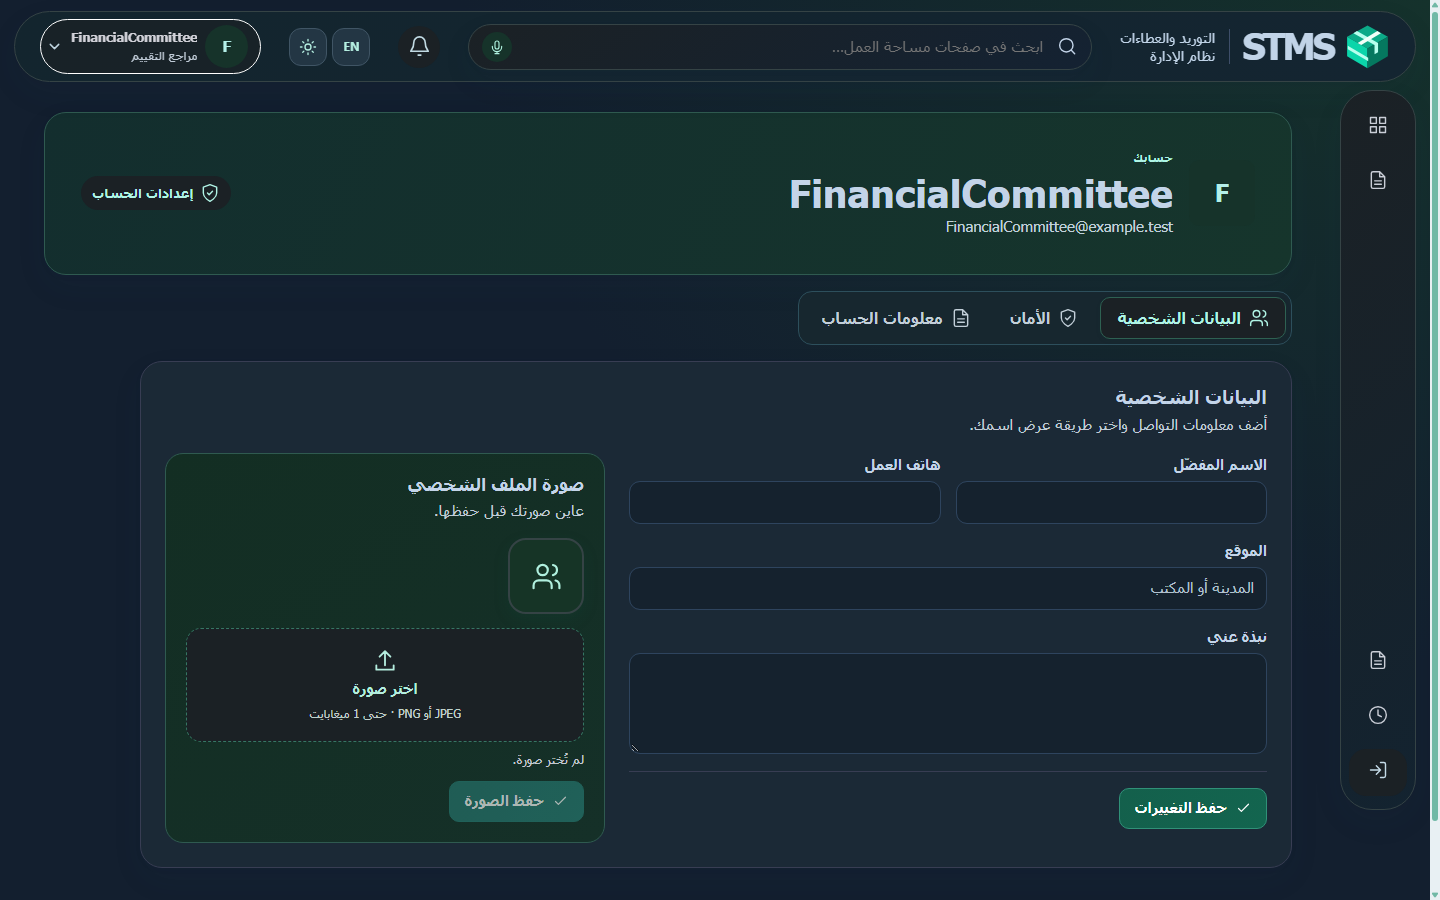 STMS
التوريد والعطاءات
نظام الإدارة
ابحث في صفحات مساحة العمل...
EN
F
FinancialCommittee
مراجع التقييم
حسابك
F
FinancialCommittee
FinancialCommittee@example.test
إعدادات الحساب
البيانات الشخصية
الأمان
معلومات الحساب
البيانات الشخصية
أضف معلومات التواصل واختر طريقة عرض اسمك.
الاسم المفضّل
هاتف العمل
الموقع
المدينة أو المكتب
نبذة عني
حفظ التغييرات
صورة الملف الشخصي
عاين صورتك قبل حفظها.
اختر صورة
JPEG أو PNG · حتى 1 ميغابايت
لم تُختر صورة.
حفظ الصورة